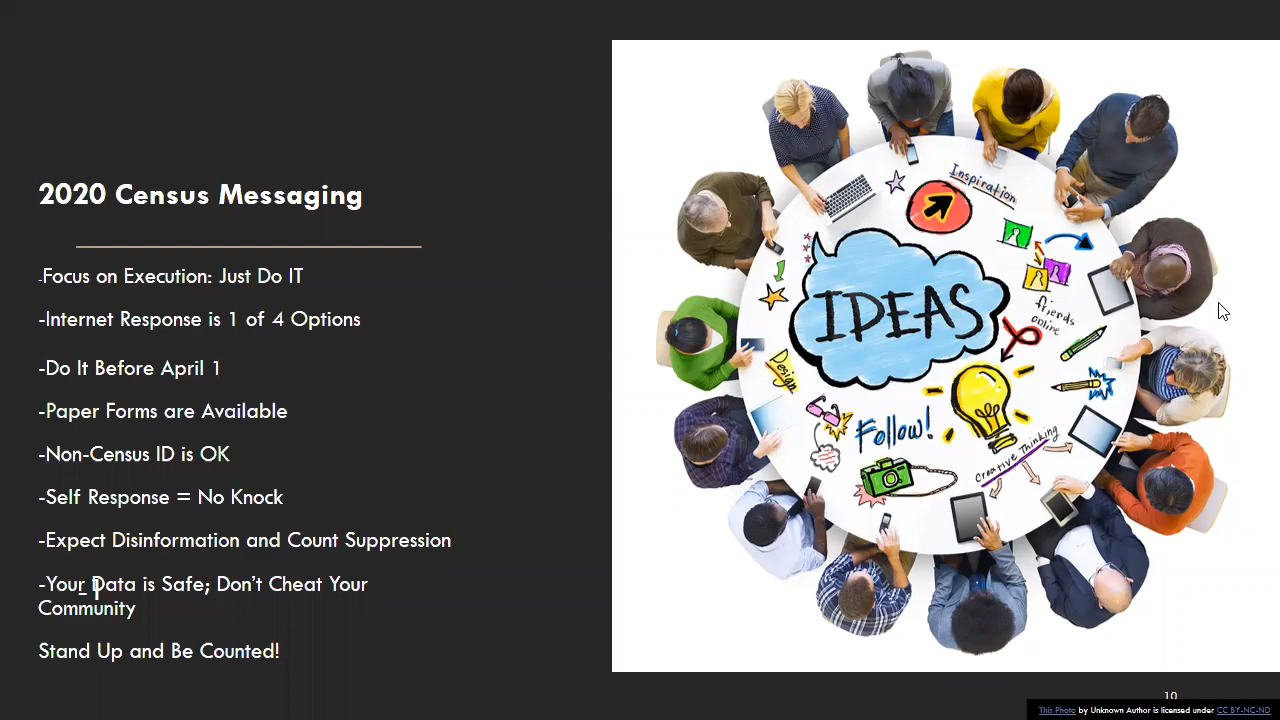 2020 Census Messaging
-Focus on Execution: Just Do IT
-Internet Response is 1 of 4 Options
-Do It Before April 1
-Paper Forms are Available
-Non-Census ID is OK
-Self Response = No Knock
-Expect Disinformation and Count Suppression
-Your Data is Safe; Don't Cheat Your
Community
Stand Up and Be Counted!
Inspiration
IDEAS
friends
online
Design
Follow!
Creative Thinking
10
This Photo by Unknown Author is licensed under CC BY-NC-ND